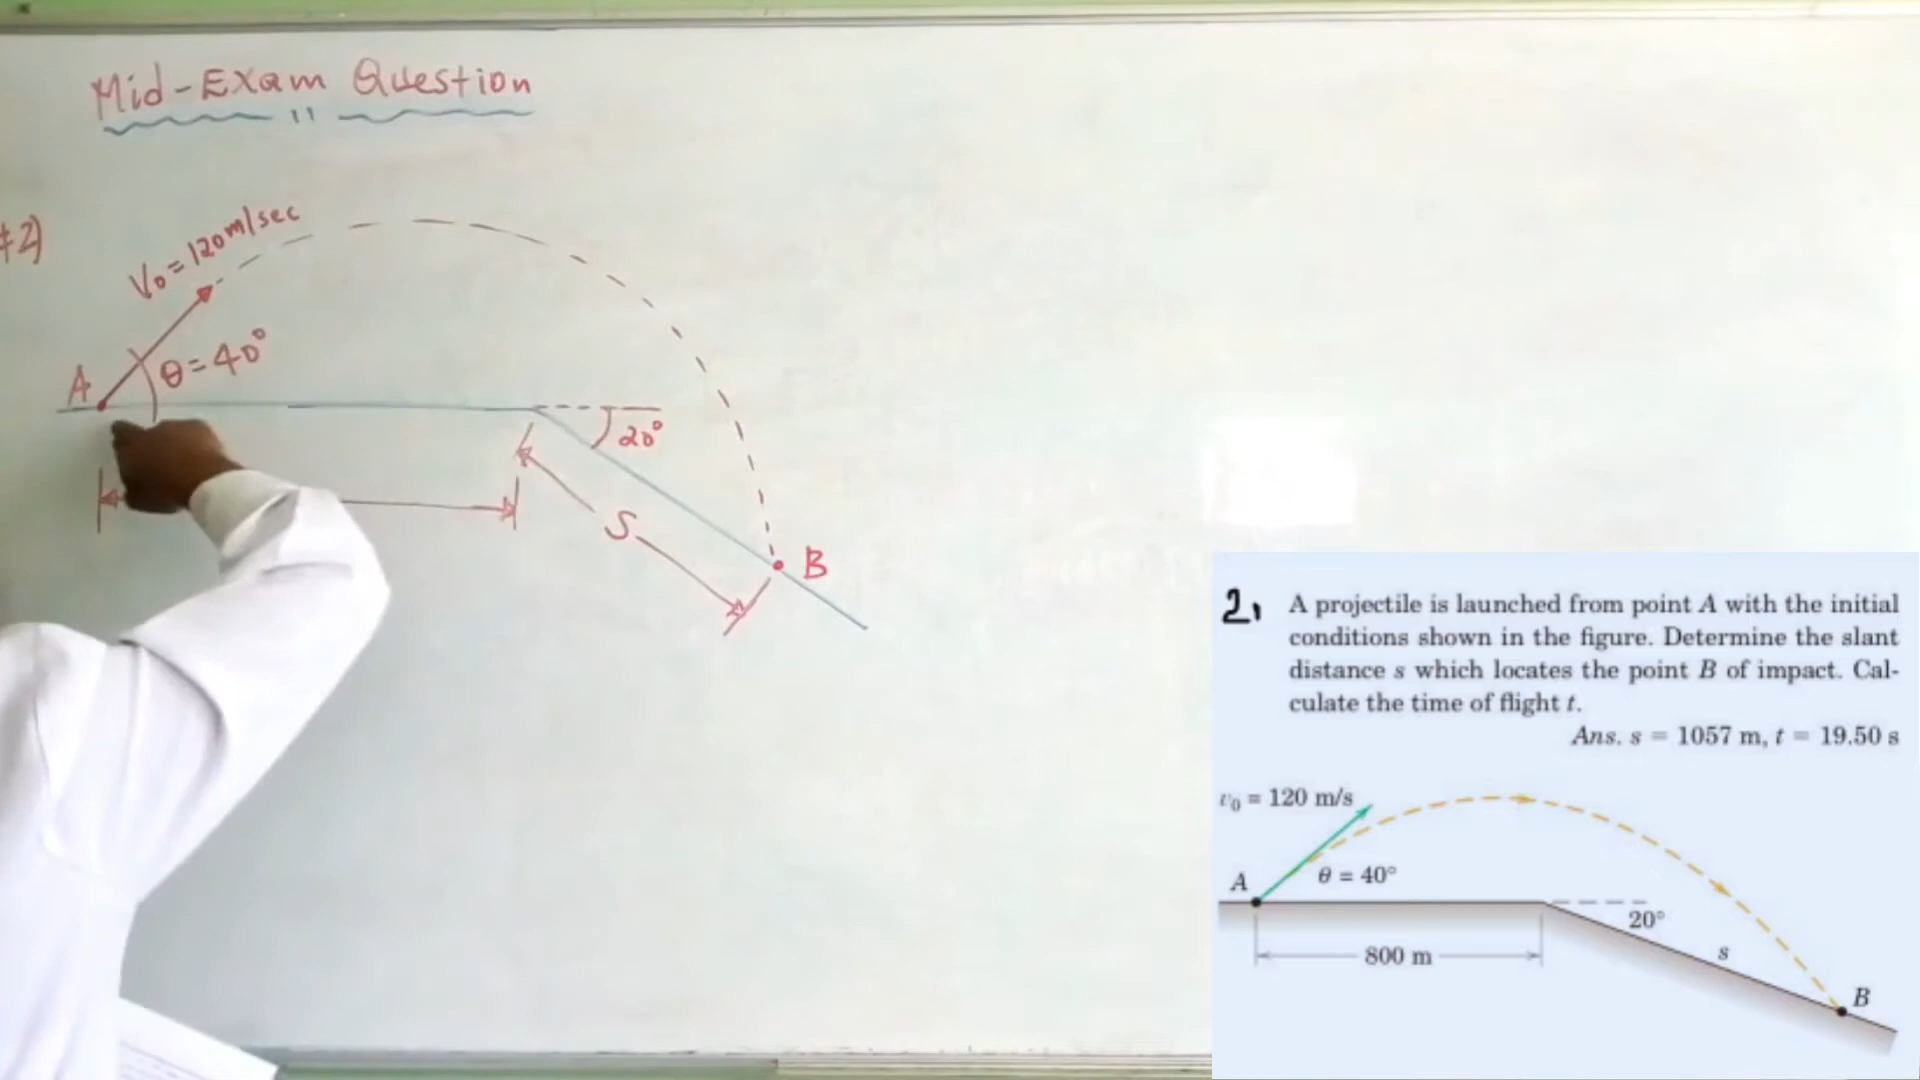 Mid-Exam Question
#2)
V₀ = 120m/sec
θ = 40°
A
20°
S
B
2.
A projectile is launched from point A with the initial
conditions shown in the figure. Determine the slant
distance s which locates the point B of impact. Cal-
culate the time of flight t.
Ans. s = 1057 m, t = 19.50 s
v₀ = 120 m/s
θ = 40°
A
20°
800 m
s
B